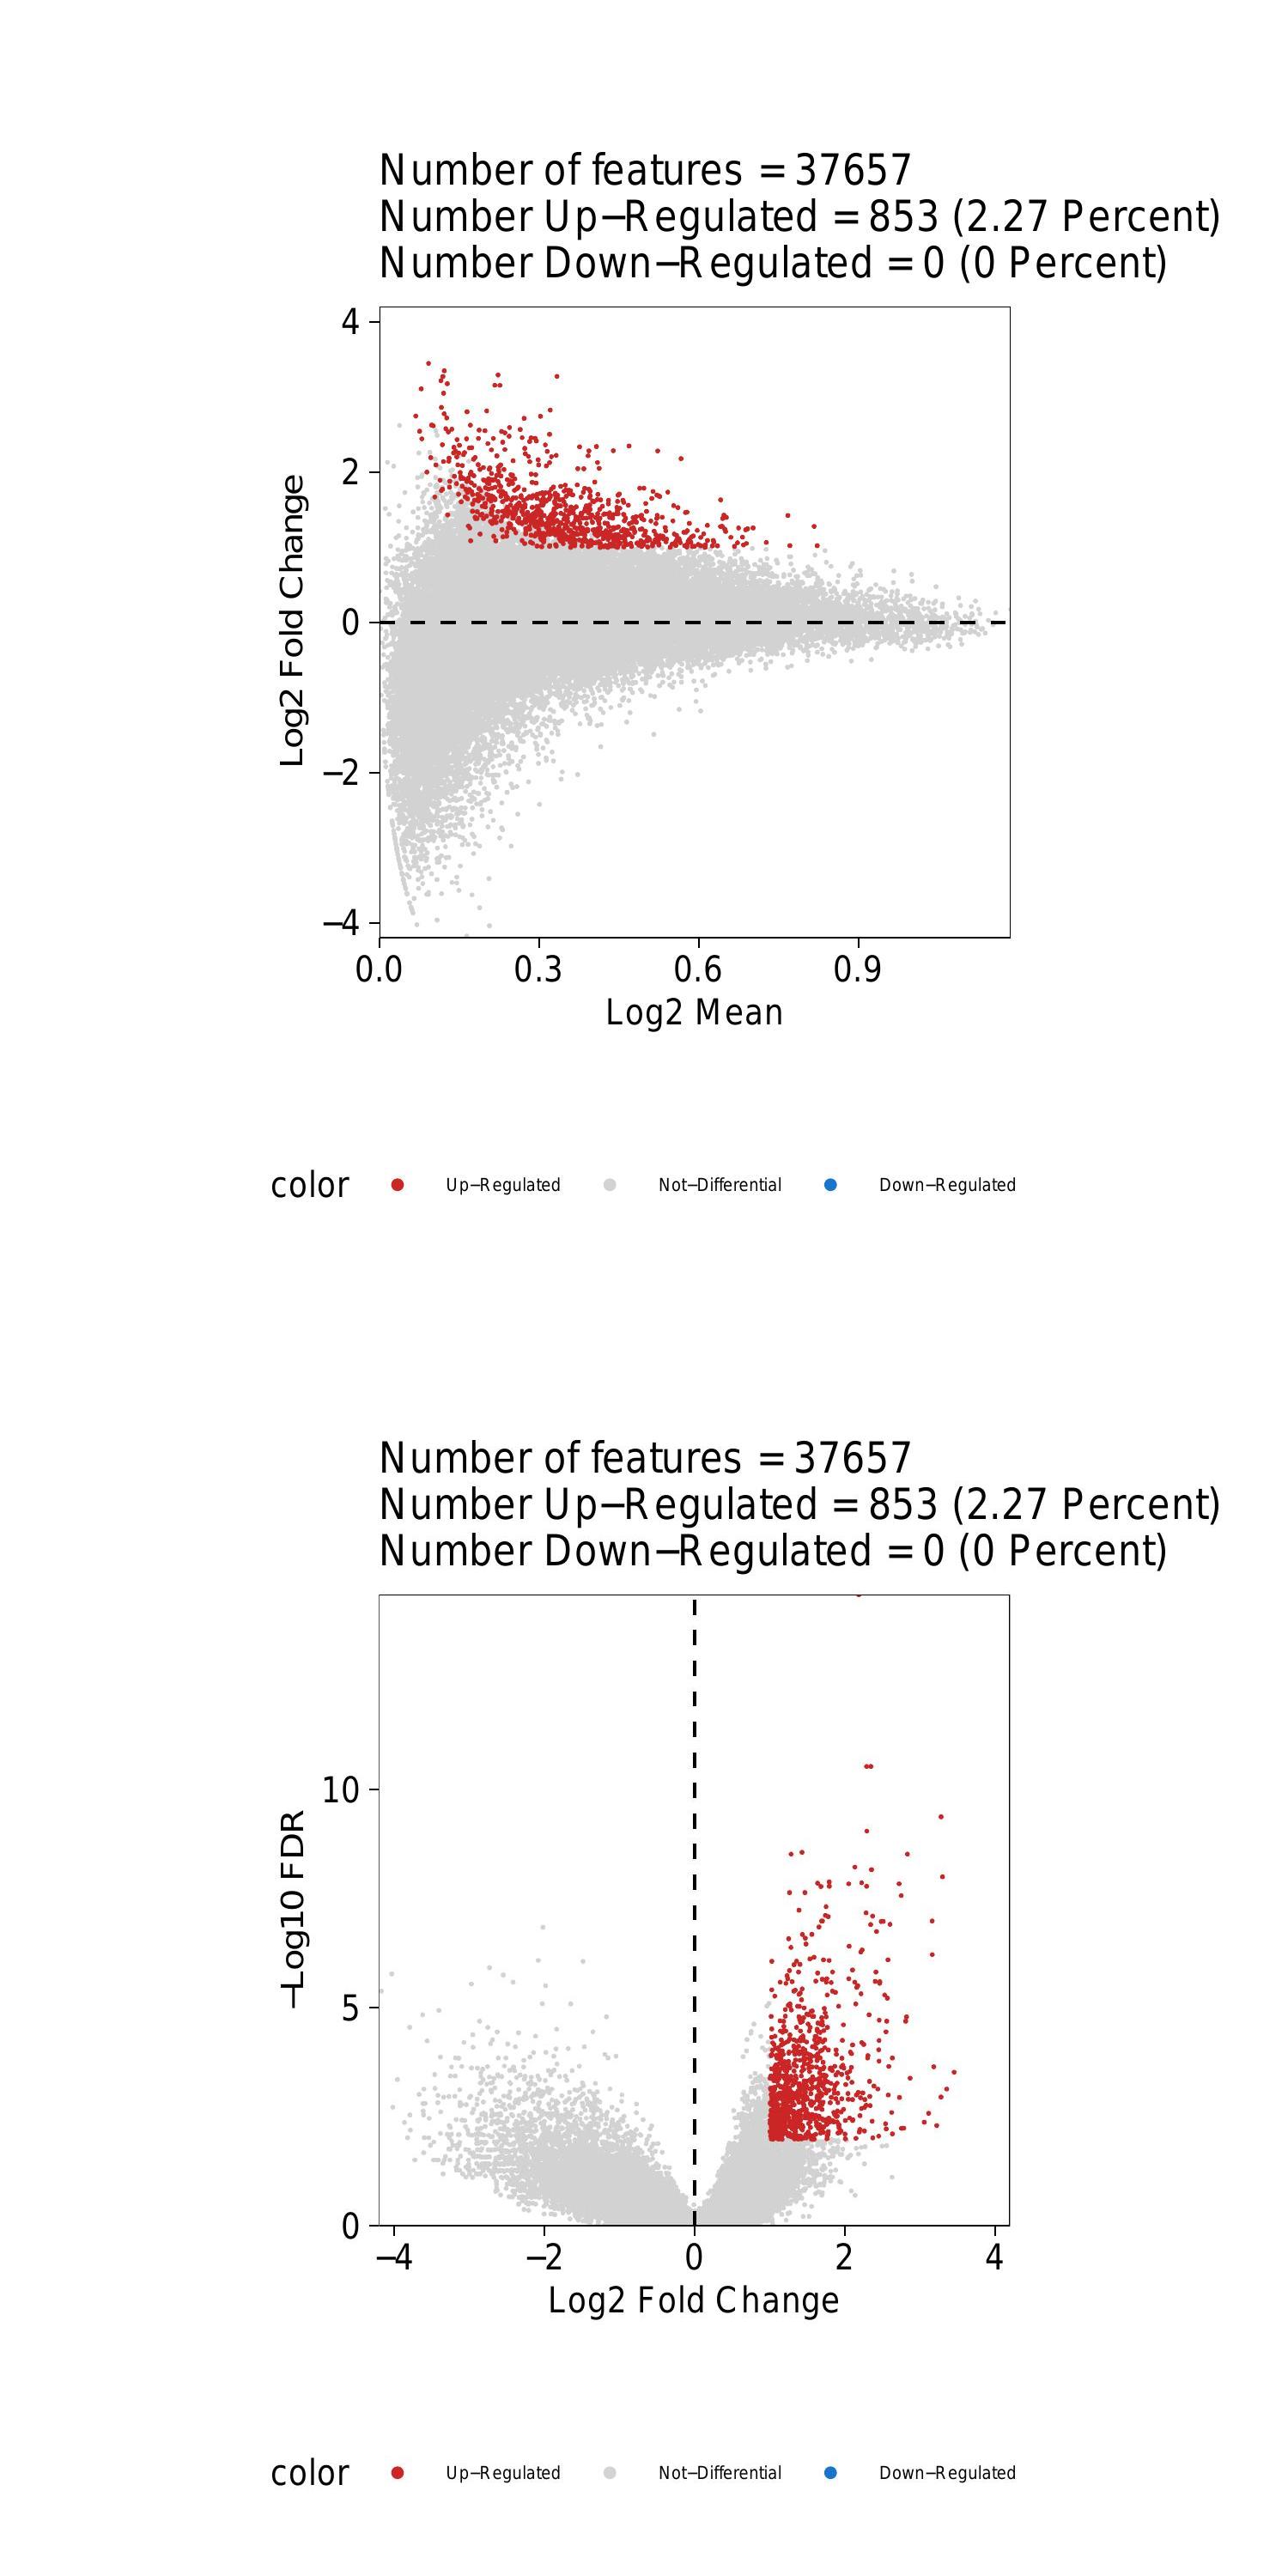 Number of features = 37657
Number Up−Regulated = 853 (2.27 Percent)
Number Down−Regulated = 0 (0 Percent)
4
2
0
−2
−4
Log2 Fold Change
0.0 0.3 0.6 0.9
Log2 Mean
color Up−Regulated Not−Differential Down−Regulated
Number of features = 37657
Number Up−Regulated = 853 (2.27 Percent)
Number Down−Regulated = 0 (0 Percent)
10
5
0
−Log10 FDR
−4 −2 0 2 4
Log2 Fold Change
color Up−Regulated Not−Differential Down−Regulated